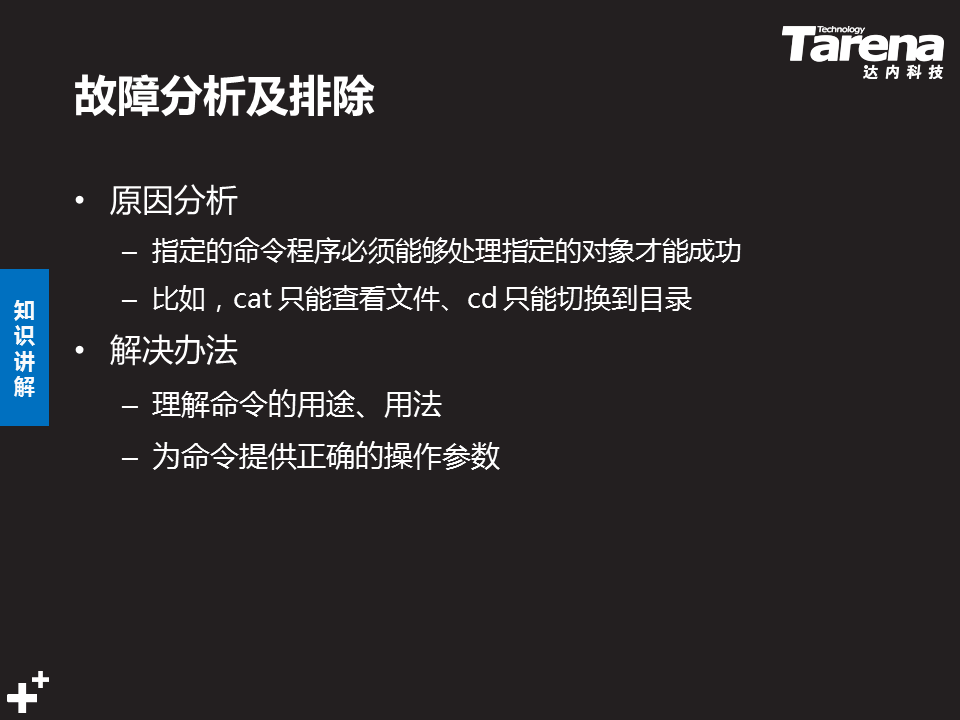 Technology
Tarena
达内科技
故障分析及排除
• 原因分析
– 指定的命令程序必须能够处理指定的对象才能成功
– 比如，cat 只能查看文件、cd 只能切换到目录
知识讲解
• 解决办法
– 理解命令的用途、用法
– 为命令提供正确的操作参数